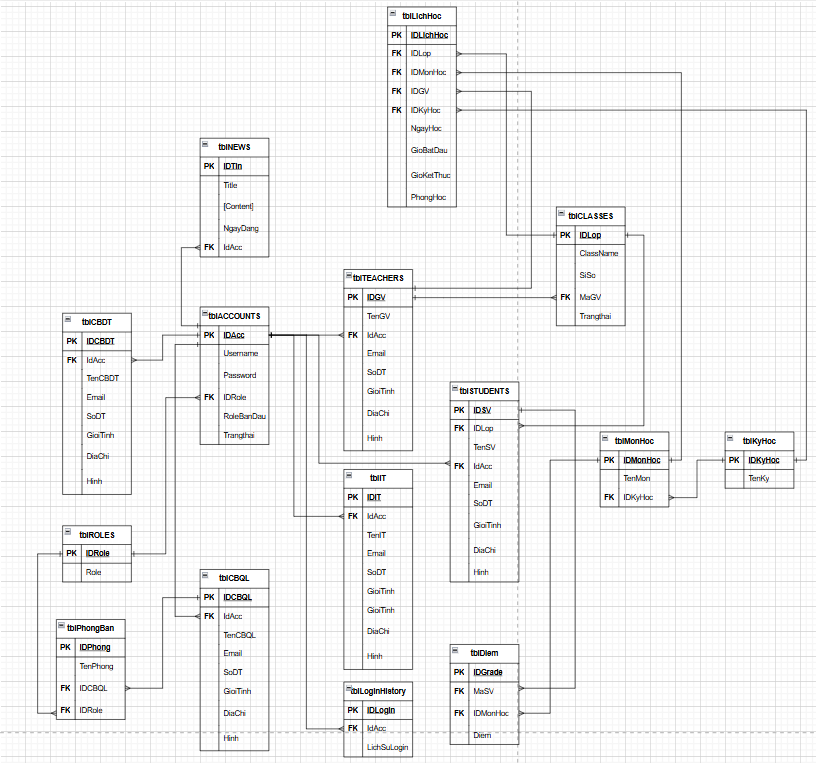 tblLichHoc
PK IDLichHoc
FK IDLop
FK IDMonHoc
FK IDGV
FK IDKyHoc
NgayHoc
GioBatDau
GioKetThuc
PhongHoc
tblNEWS
PK IDTin
Title
[Content]
NgayDang
FK IdAcc
tblCLASSES
PK IDLop
ClassName
SiSo
FK MaGV
Trangthai
tblTEACHERS
PK IDGV
TenGV
FK IdAcc
Email
SoDT
GioiTinh
DiaChi
Hinh
tblACCOUNTS
PK IDAcc
Username
Password
FK IDRole
RoleBanDau
Trangthai
tblCBDT
PK IDCBDT
FK IdAcc
TenCBDT
Email
SoDT
GioiTinh
DiaChi
Hinh
tblSTUDENTS
PK IDSV
FK IDLop
TenSV
FK IdAcc
Email
SoDT
GioiTinh
DiaChi
Hinh
tblMonHoc
PK IDMonHoc
TenMon
FK IDKyHoc
tblKyHoc
PK IDKyHoc
TenKy
tblIT
PK IDIT
FK IdAcc
TenIT
Email
SoDT
GioiTinh
GioiTinh
DiaChi
Hinh
tblROLES
PK IDRole
Role
tblCBQL
PK IDCBQL
FK IdAcc
TenCBQL
Email
SoDT
GioiTinh
DiaChi
Hinh
tblPhongBan
PK IDPhong
TenPhong
FK IDCBQL
FK IDRole
tblDiem
PK IDGrade
FK MaSV
FK IDMonHoc
Diem
tblLoginHistory
PK IDLogin
FK IdAcc
LichSuLogin